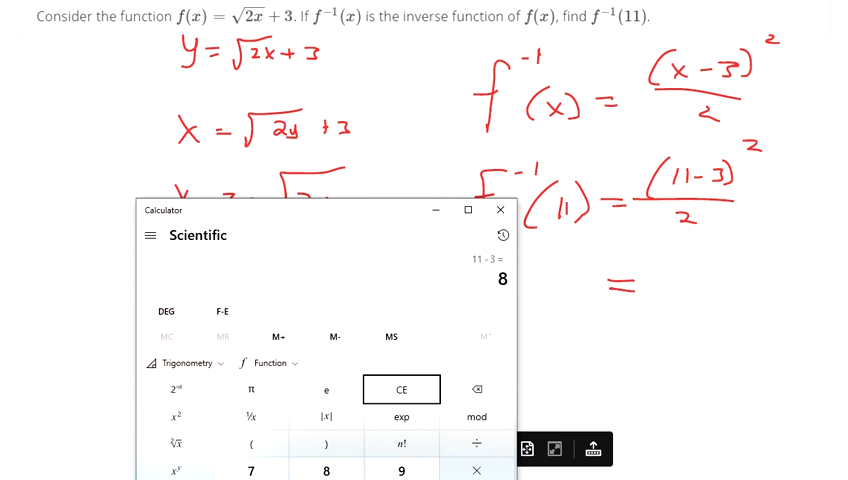 Consider the function f(x) = √2x + 3. If f⁻¹(x) is the inverse function of f(x), find f⁻¹(11).
y = √2x + 3
f⁻¹(x) = (x - 3)² / 2
x = √2y + 3
f⁻¹(11) = (11 - 3)² / 2
=
Calculator
Scientific
11 - 3 =
8
DEG F-E
MC MR M+ M- MS M˅
Trigonometry f Function
2ⁿᵈ π e CE
x² ¹/x |x| exp mod
²√x ( ) n! ÷
xʸ 7 8 9 ×